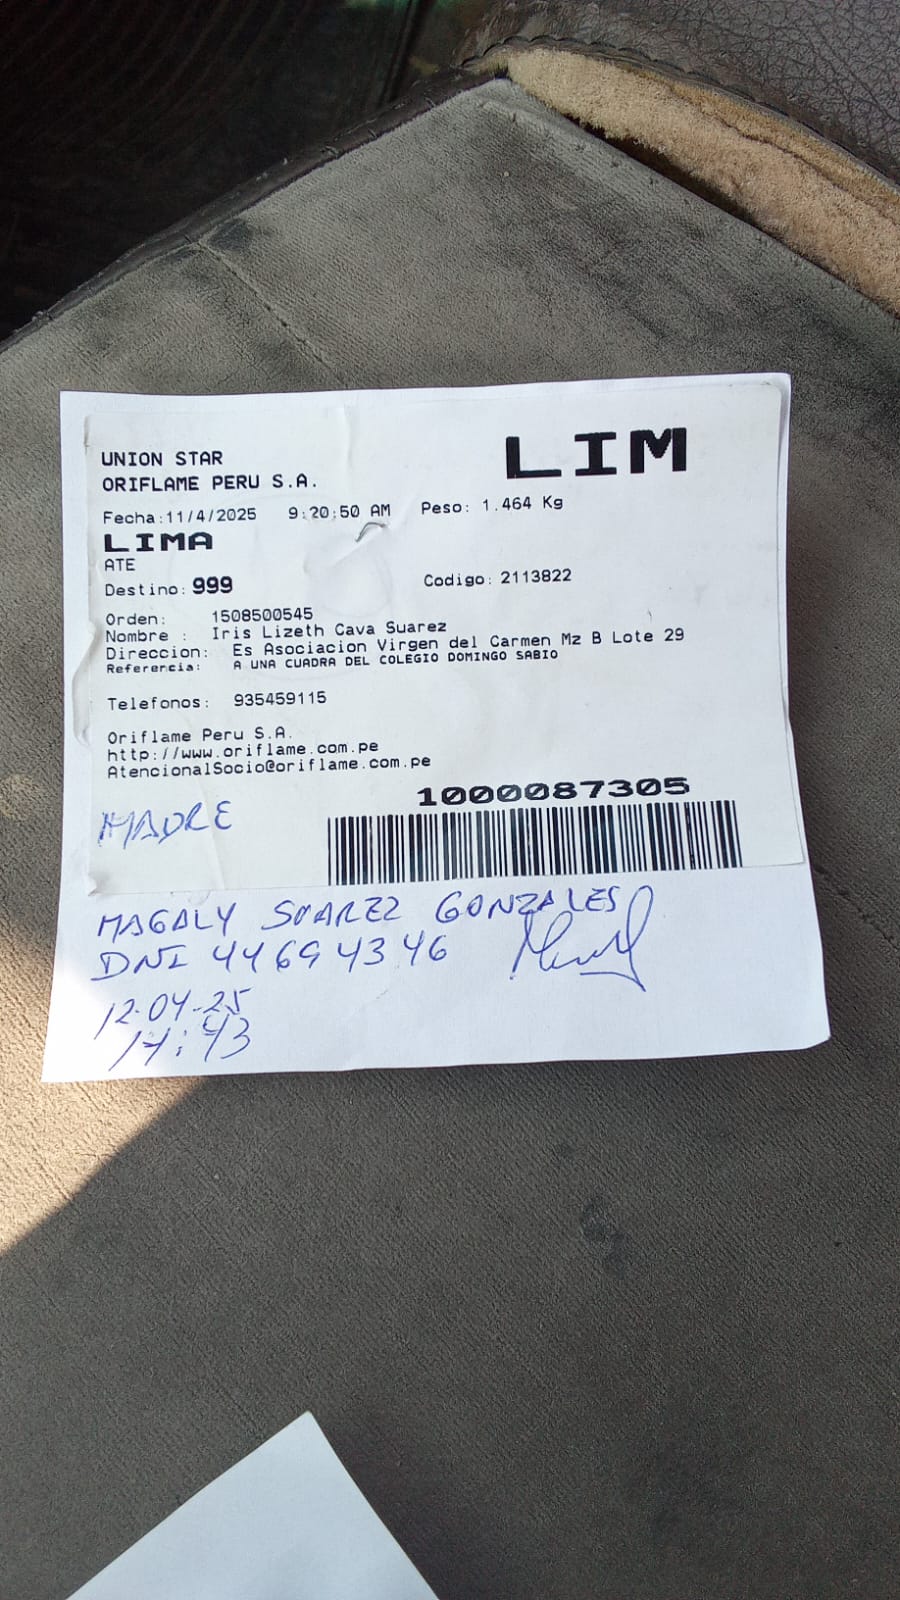 UNION STAR
LIM
ORIFLAME PERU S.A.
Fecha:11/4/2025 9:20:50 AM Peso: 1.464 Kg
LIMA
ATE
Destino: 999 Codigo: 2113822
Orden: 1508500545
Nombre : Iris Lizeth Cava Suarez
Direccion: Es Asociacion Virgen del Carmen Mz B Lote 29
Referencia: A UNA CUADRA DEL COLEGIO DOMINGO SABIO
Telefonos: 935459115
Oriflame Peru S.A.
http://www.oriflame.com.pe
AtencionalSocio@oriflame.com.pe
1000087305
MADRE
MAGALY SUAREZ GONZALES
DNI 44694346
12-04-25